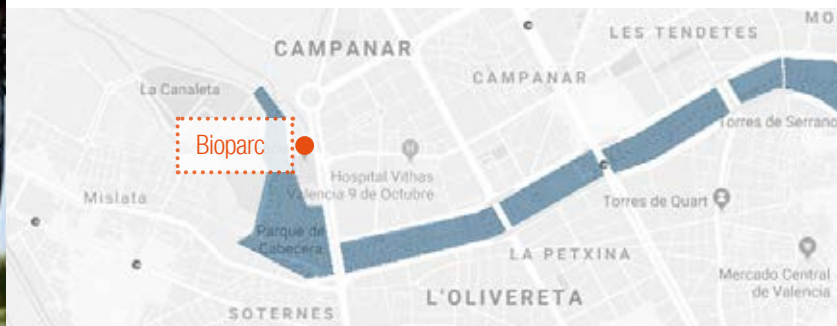 MO
LES TENDETES
CAMPANAR
CAMPANAR
La Canaleta
Torres de Serrano
Bioparc
H
Hospital Vithas
Valencia 9 de Octubre
Mislata
Torres de Quart
Parque de
Cabecera
LA PETXINA
Mercado Central
de Valencia
L'OLIVERETA
SOTERNES